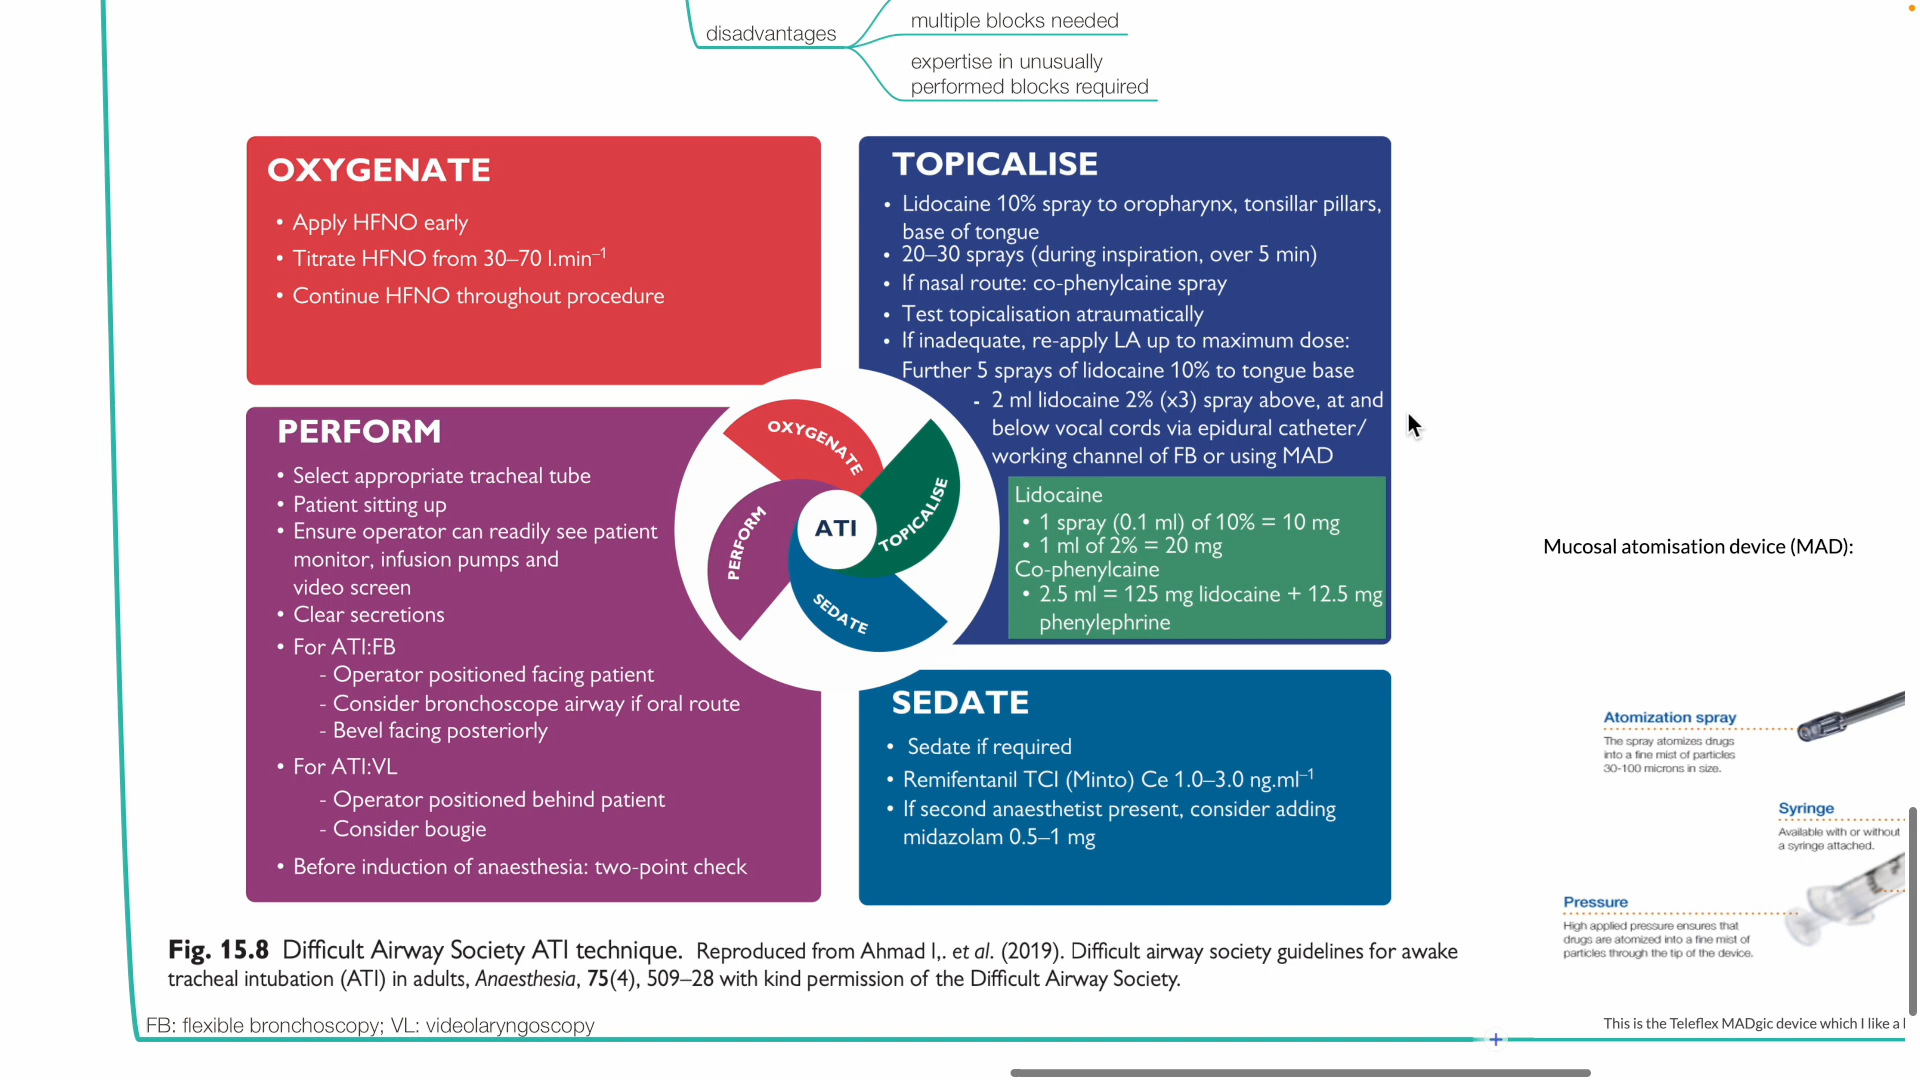 disadvantages
multiple blocks needed
expertise in unusually
performed blocks required
OXYGENATE
• Apply HFNO early
• Titrate HFNO from 30–70 l.min–1
• Continue HFNO throughout procedure
TOPICALISE
• Lidocaine 10% spray to oropharynx, tonsillar pillars,
base of tongue
• 20–30 sprays (during inspiration, over 5 min)
• If nasal route: co-phenylcaine spray
• Test topicalisation atraumatically
• If inadequate, re-apply LA up to maximum dose:
Further 5 sprays of lidocaine 10% to tongue base
- 2 ml lidocaine 2% (x3) spray above, at and
below vocal cords via epidural catheter/
working channel of FB or using MAD
Lidocaine
• 1 spray (0.1 ml) of 10% = 10 mg
• 1 ml of 2% = 20 mg
Co-phenylcaine
• 2.5 ml = 125 mg lidocaine + 12.5 mg
phenylephrine
PERFORM
• Select appropriate tracheal tube
• Patient sitting up
• Ensure operator can readily see patient
monitor, infusion pumps and
video screen
• Clear secretions
• For ATI:FB
- Operator positioned facing patient
- Consider bronchoscope airway if oral route
- Bevel facing posteriorly
• For ATI:VL
- Operator positioned behind patient
- Consider bougie
• Before induction of anaesthesia: two-point check
OXYGENATE
TOPICALISE
SEDATE
PERFORM
ATI
SEDATE
• Sedate if required
• Remifentanil TCI (Minto) Ce 1.0–3.0 ng.ml–1
• If second anaesthetist present, consider adding
midazolam 0.5–1 mg
Fig. 15.8 Difficult Airway Society ATI technique. Reproduced from Ahmad I,. et al. (2019). Difficult airway society guidelines for awake
tracheal intubation (ATI) in adults, Anaesthesia, 75(4), 509–28 with kind permission of the Difficult Airway Society.
FB: flexible bronchoscopy; VL: videolaryngoscopy
Mucosal atomisation device (MAD):
Atomization spray
The spray atomizes drugs
into a fine mist of particles
30-100 microns in size.
Syringe
Available with or without
a syringe attached.
Pressure
High applied pressure ensures that
drugs are atomized into a fine mist of
particles through the tip of the device.
This is the Teleflex MADgic device which I like a l